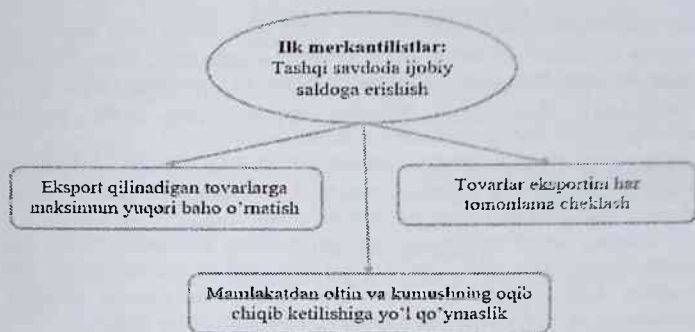 Ilk merkantilistlar:
Tashqi savdoda ijobiy
saldoga erishish
Eksport qilinadigan tovarlarga
maksimum yuqori baho o'rnatish
Tovarlar eksportini har
tomonlama cheklash
Mamlakatdan oltin va kumushning oqib
chiqib ketilishiga yo'l qo'ymaslik